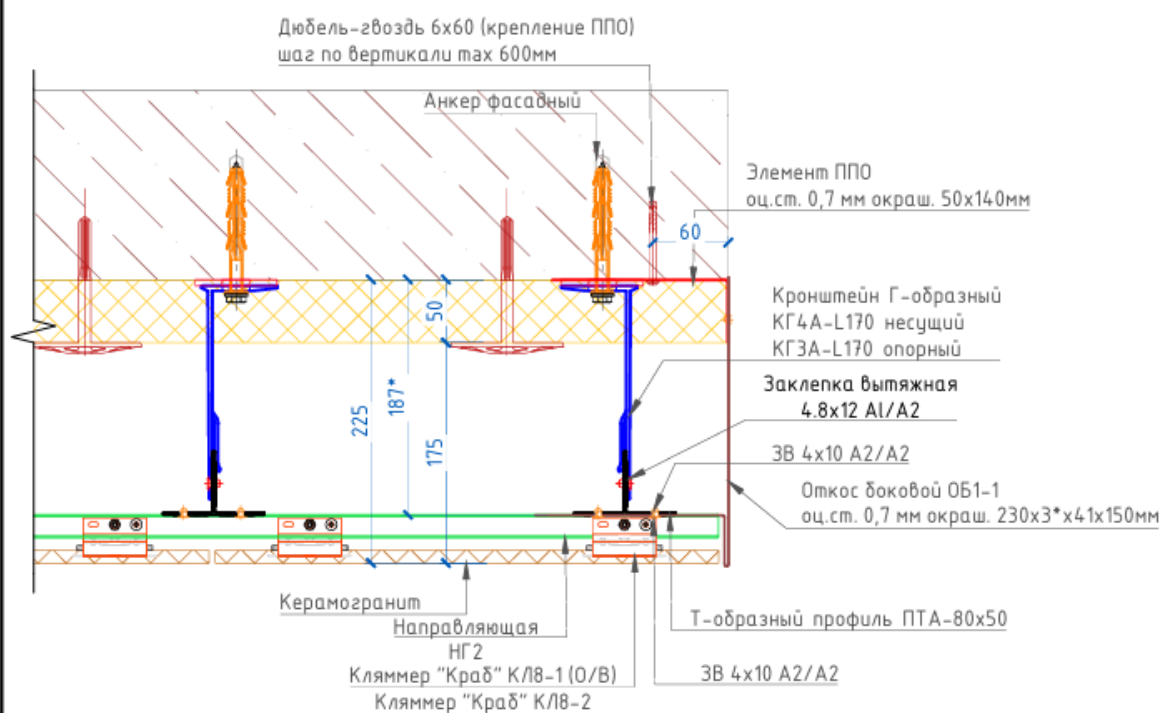 Дюбель-гвоздь 6х60 (крепление ППО)
шаг по вертикали max 600мм
Анкер фасадный
Элемент ППО
оц.ст. 0,7 мм окраш. 50х140мм
60
Кронштейн Г-образный
КГ4А-L170 несущий
КГ3А-L170 опорный
50
187*
225
175
Заклепка вытяжная
4.8х12 Al/А2
ЗВ 4х10 А2/А2
Откос боковой ОБ1-1
оц.ст. 0,7 мм окраш. 230х3*х41х150мм
Керамогранит
Направляющая
НГ2
Т-образный профиль ПТА-80х50
Кляммер "Краб" КЛ8-1 (О/В)
Кляммер "Краб" КЛ8-2
ЗВ 4х10 А2/А2